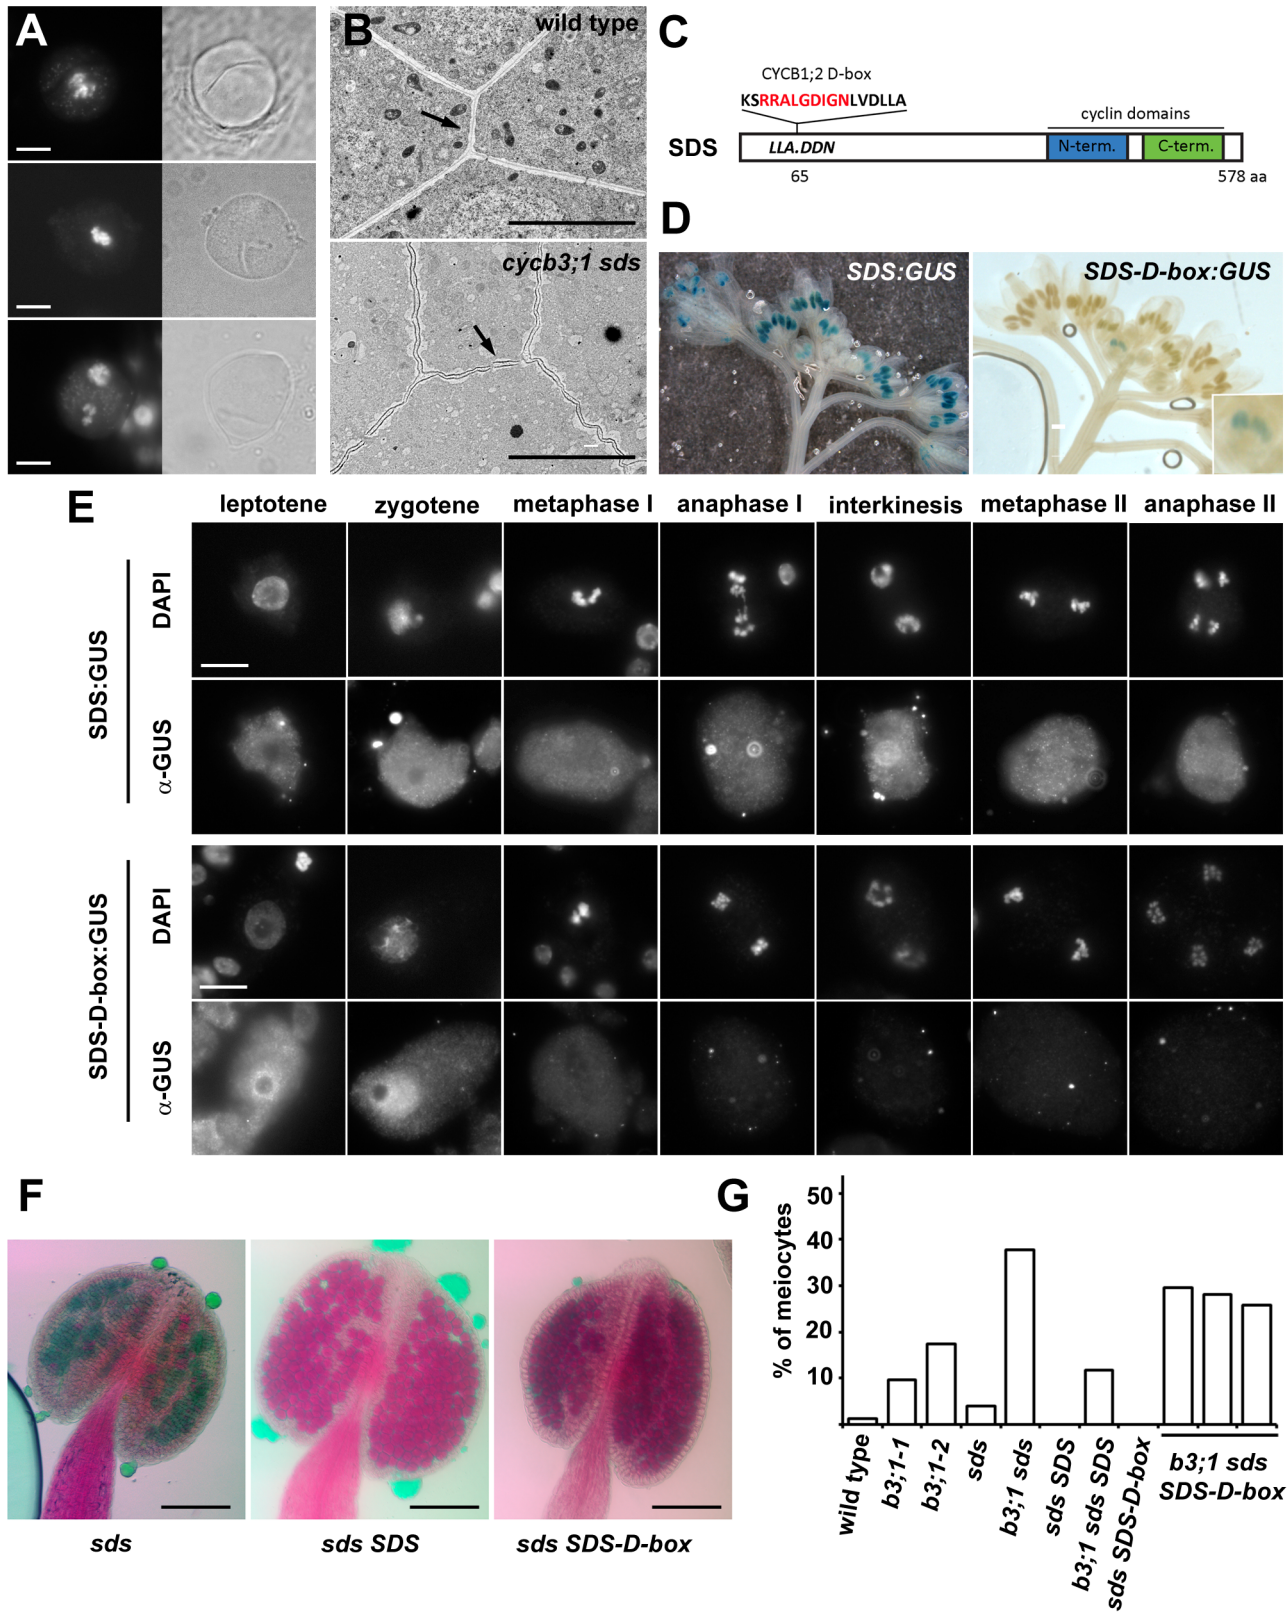 A
B
wild type
cycb3;1 sds
C
CYCB1;2 D-box
KSRRALGDIGNLVDLLA
cyclin domains
SDS
LLA.DDN
N-term.
C-term.
65
578 aa
D
SDS:GUS
SDS-D-box:GUS
E
leptotene
zygotene
metaphase I
anaphase I
interkinesis
metaphase II
anaphase II
SDS:GUS
DAPI
α-GUS
SDS-D-box:GUS
DAPI
α-GUS
F
sds
sds SDS
sds SDS-D-box
G
% of meiocytes
50
40
30
20
10
wild type
b3;1-1
b3;1-2
sds
b3;1 sds
sds SDS
b3;1 sds SDS
sds SDS-D-box
b3;1 sds
SDS-D-box